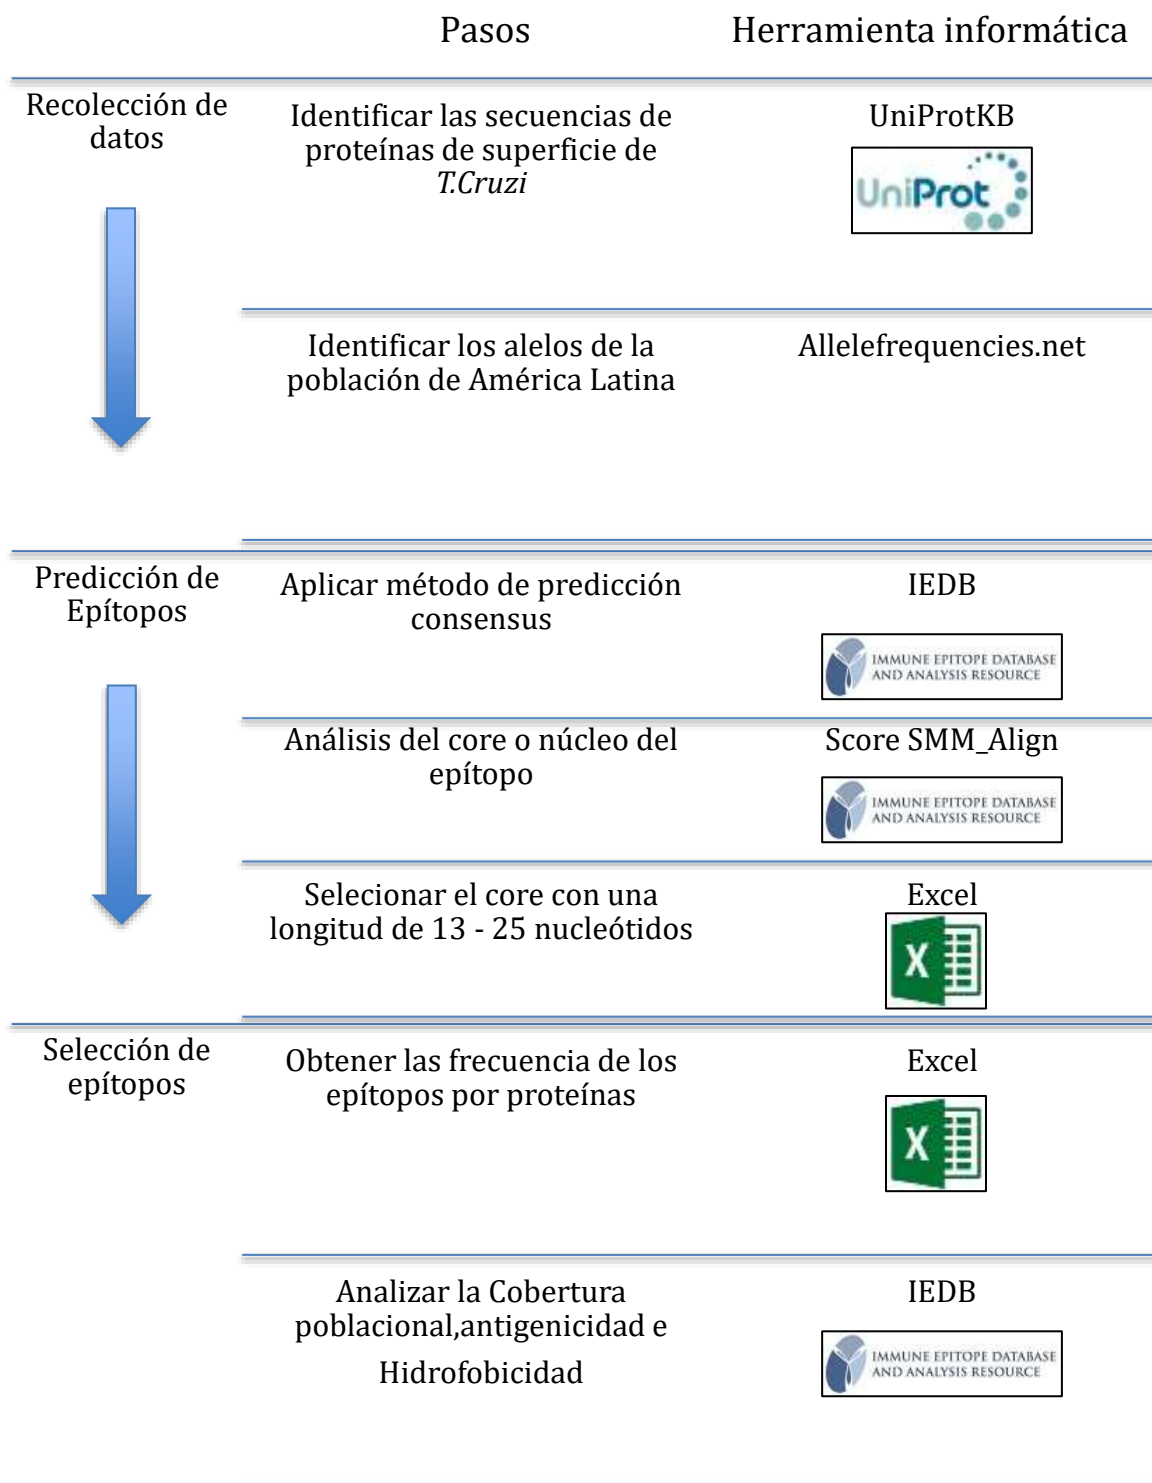 Pasos
Herramienta informática
Recolección de
datos
Identificar las secuencias de
proteínas de superficie de
T.Cruzi
UniProtKB
UniProt
Identificar los alelos de la
población de América Latina
Allelefrequencies.net
Predicción de
Epítopos
Aplicar método de predicción
consensus
IEDB
IMMUNE EPITOPE DATABASE
AND ANALYSIS RESOURCE
Análisis del core o núcleo del
epítopo
Score SMM_Align
IMMUNE EPITOPE DATABASE
AND ANALYSIS RESOURCE
Selecionar el core con una
longitud de 13 - 25 nucleótidos
Excel
X
Selección de
epítopos
Obtener las frecuencia de los
epítopos por proteínas
Excel
X
Analizar la Cobertura
poblacional,antigenicidad e
Hidrofobicidad
IEDB
IMMUNE EPITOPE DATABASE
AND ANALYSIS RESOURCE